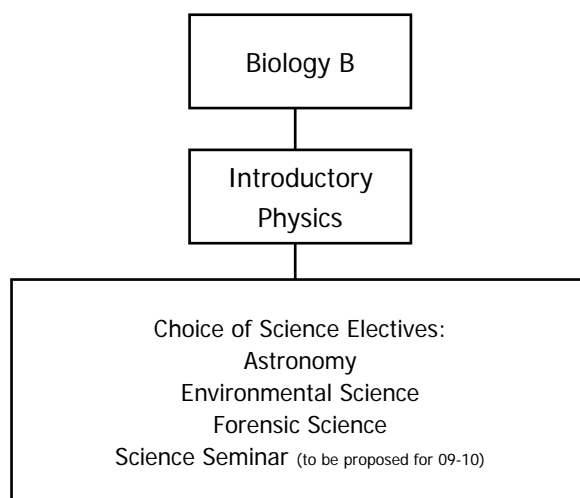 Biology B
Introductory
Physics
Choice of Science Electives:
Astronomy
Environmental Science
Forensic Science
Science Seminar (to be proposed for 09-10)